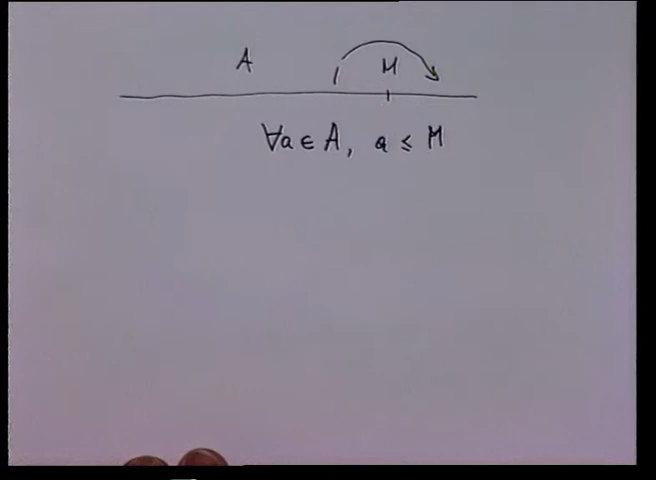 A M
∀a ∈ A, a ≤ M